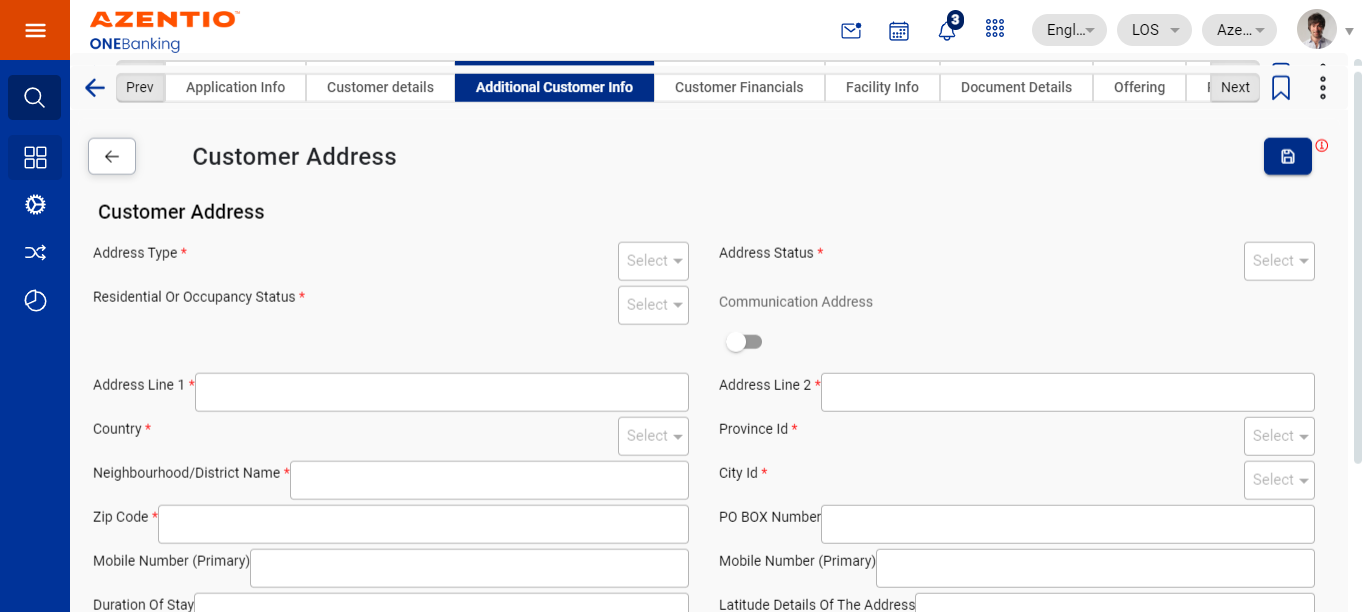 AZENTIO™
ONEBanking
3
Engl...
LOS
Aze...
Prev
Application Info
Customer details
Additional Customer Info
Customer Financials
Facility Info
Document Details
Offering
Next
Customer Address
Customer Address
Address Type *
Select
Address Status *
Select
Residential Or Occupancy Status *
Select
Communication Address
Address Line 1 *
Address Line 2 *
Country *
Select
Province Id *
Select
Neighbourhood/District Name *
City Id *
Select
Zip Code *
PO BOX Number
Mobile Number (Primary)
Mobile Number (Primary)
Duration Of Stay
Latitude Details Of The Address